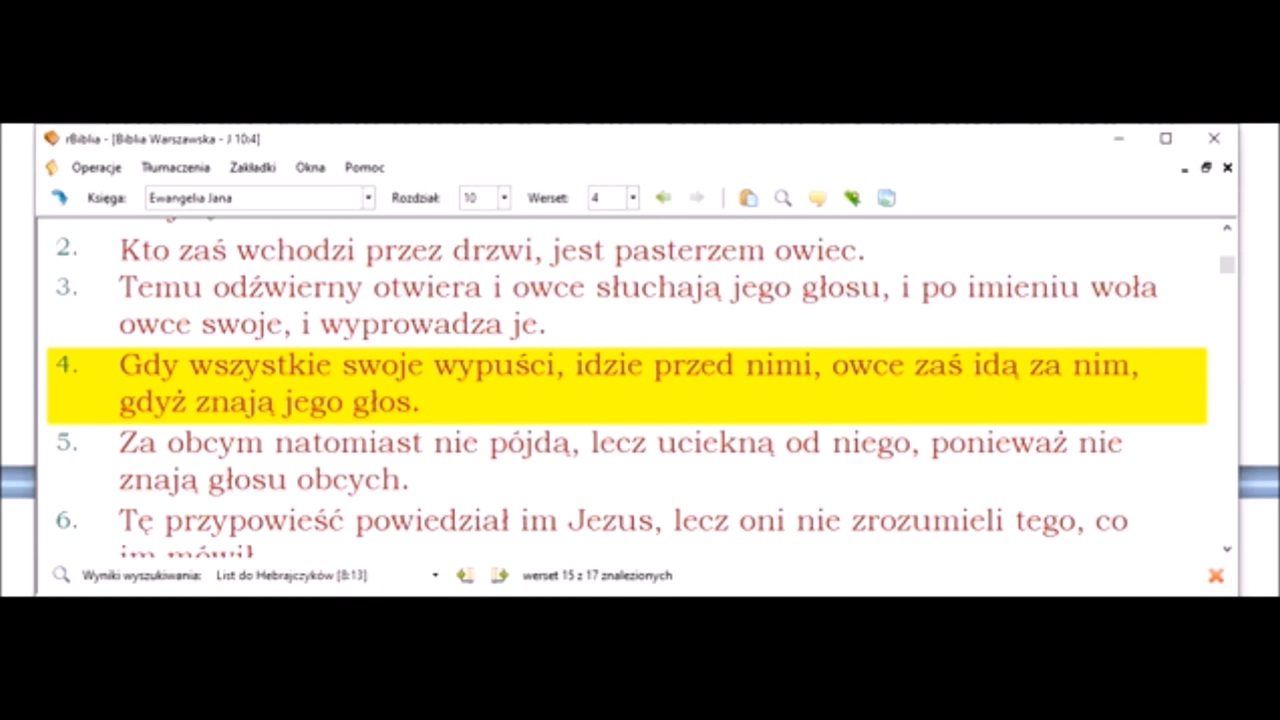 rBiblia - [Biblia Warszawska - J 10:4]
Operacje Tłumaczenia Zakładki Okna Pomoc
Księga: Ewangelia Jana Rozdział: 10 Werset: 4
2. Kto zaś wchodzi przez drzwi, jest pasterzem owiec.
3. Temu odźwierny otwiera i owce słuchają jego głosu, i po imieniu woła
owce swoje, i wyprowadza je.
4. Gdy wszystkie swoje wypuści, idzie przed nimi, owce zaś idą za nim,
gdyż znają jego głos.
5. Za obcym natomiast nie pójdą, lecz uciekną od niego, ponieważ nie
znają głosu obcych.
6. Tę przypowieść powiedział im Jezus, lecz oni nie zrozumieli tego, co
im mówił
Wyniki wyszukiwania: List do Hebrajczyków [8:13] werset 15 z 17 znalezionych